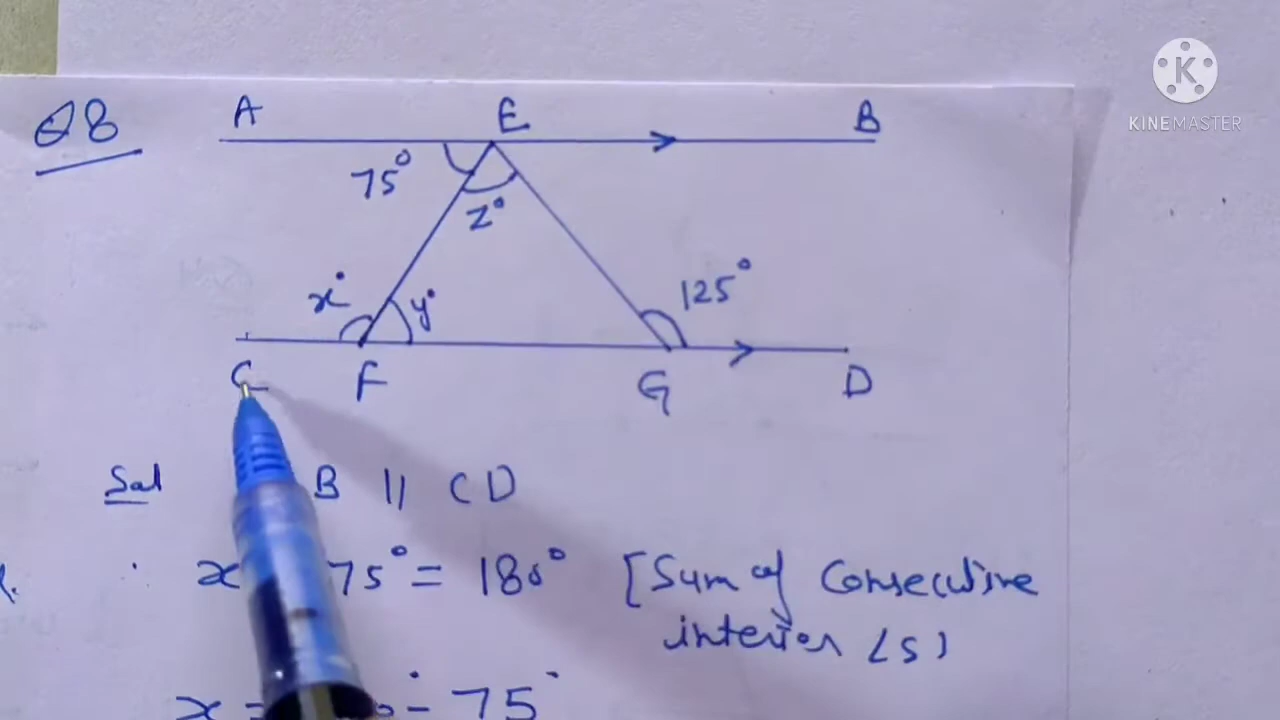 Q8
A E B
KINEMASTER
75°
z°
x° y° 125°
C F G D
Sol B || CD
x 75° = 180° [Sum of Consecutive
interior ∠s)
x = - 75°